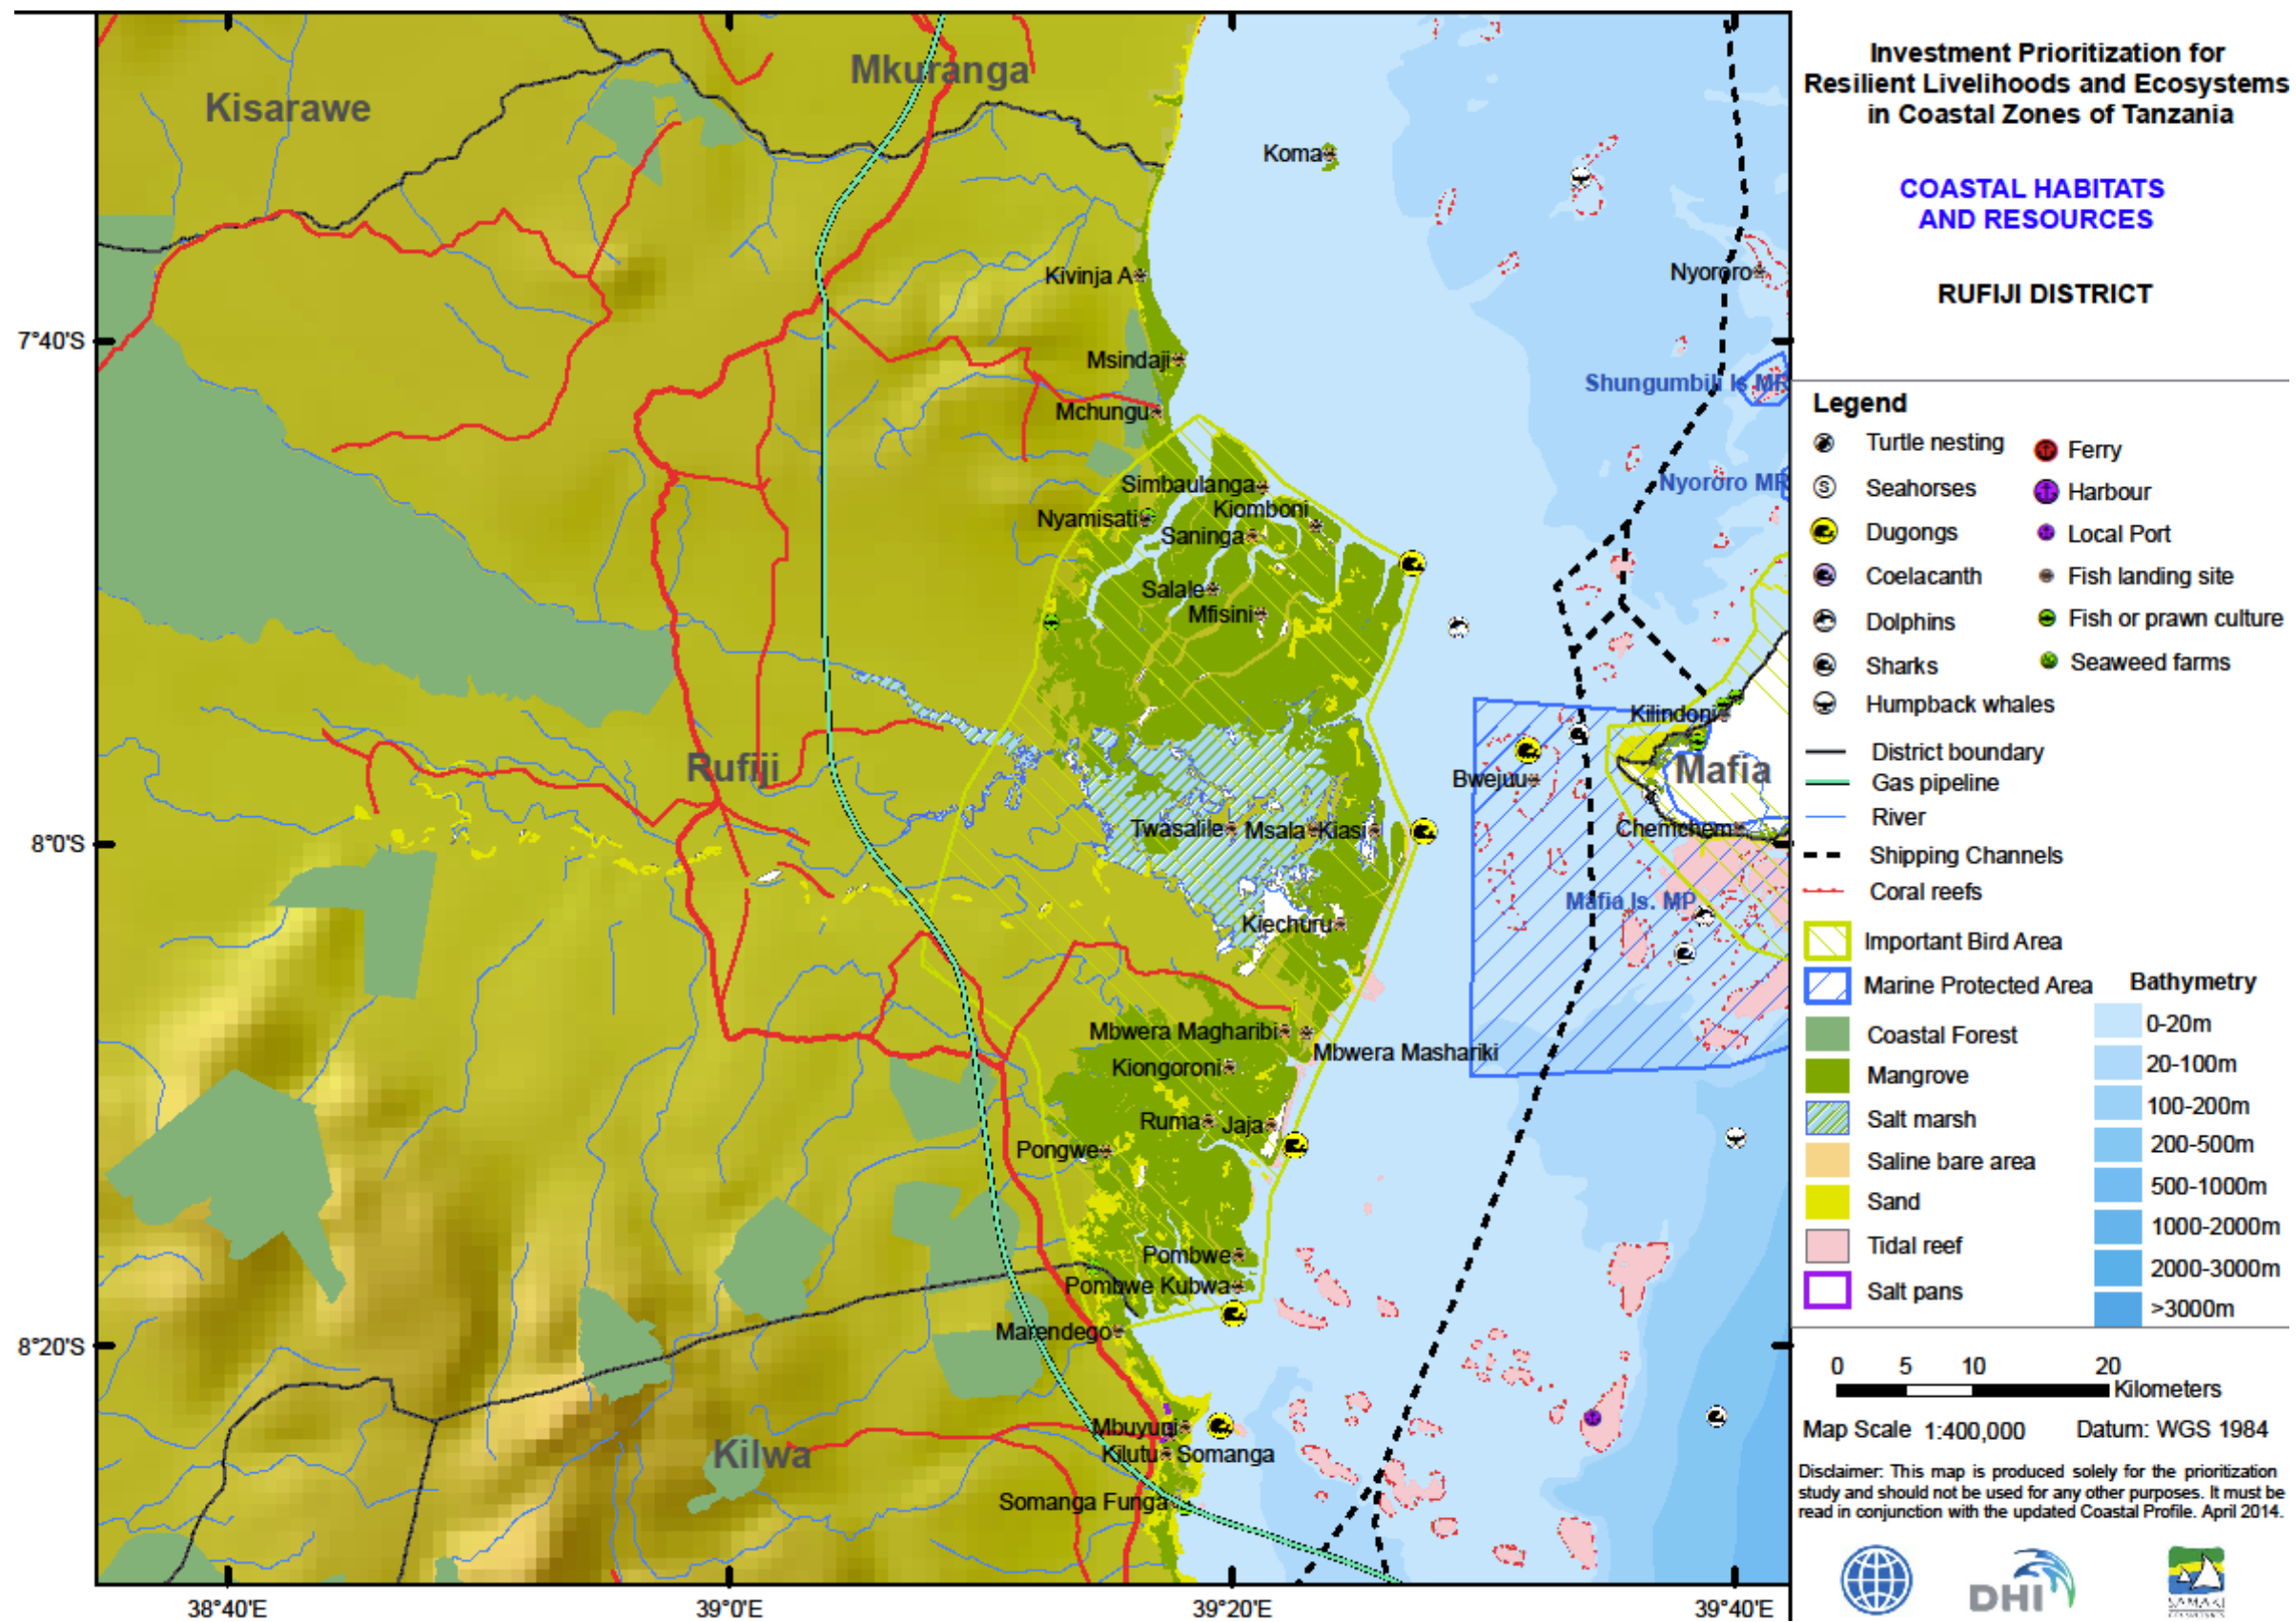 Investment Prioritization for
Resilient Livelihoods and Ecosystems
in Coastal Zones of Tanzania
COASTAL HABITATS
AND RESOURCES
RUFIJI DISTRICT
Legend
Turtle nesting
Seahorses
Dugongs
Coelacanth
Dolphins
Sharks
Humpback whales
Ferry
Harbour
Local Port
Fish landing site
Fish or prawn culture
Seaweed farms
District boundary
Gas pipeline
River
Shipping Channels
Coral reefs
Important Bird Area
Marine Protected Area
Coastal Forest
Mangrove
Salt marsh
Saline bare area
Sand
Tidal reef
Salt pans
Bathymetry
0-20m
20-100m
100-200m
200-500m
500-1000m
1000-2000m
2000-3000m
>3000m
0 5 10 20
Kilometers
Map Scale 1:400,000 Datum: WGS 1984
Disclaimer: This map is produced solely for the prioritization
study and should not be used for any other purposes. It must be
read in conjunction with the updated Coastal Profile. April 2014.
DHI
SAMAKI
CONSULTANTS
Kisarawe
Mkuranga
Koma
Kivinja A
Nyororo
7°40'S
Msindaji
Shungumbili Is MR
Mchungu
Simbaulanga
Nyororo MR
Kiomboni
Nyamisati
Saninga
Salale
Mfisini
Kilindoni
Rufiji
Mafia
Bwejuu
8°0'S
Twasalile
Msala
Kiasi
Chemchem
Mafia Is. MP
Kiechuru
Mbwera Magharibi
Mbwera Mashariki
Kiongoroni
Ruma
Jaja
Pongwe
Pombwe
Pombwe Kubwa
Marendego
8°20'S
Mbuyuni
Kilwa
Kilutu
Somanga
Somanga Funga
38°40'E
39°0'E
39°20'E
39°40'E